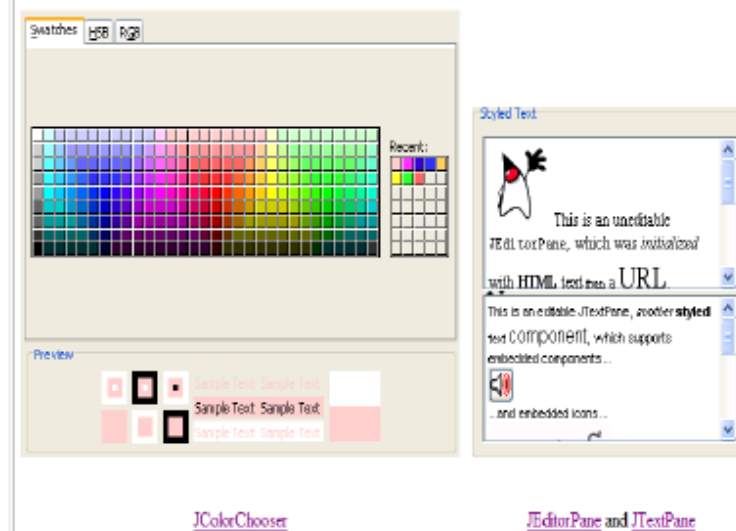 Swatches HSB RGB
Recent:
Preview
Sample Text Sample Text
Sample Text Sample Text
Sample Text Sample Text
Styled Text
This is an uneditable
JEditorPane, which was initialized
with HTML text from a URL.
This is an editable JTextPane, another styled
text component, which supports
embedded components...
...and embedded icons...
JColorChooser
JEditorPane and JTextPane